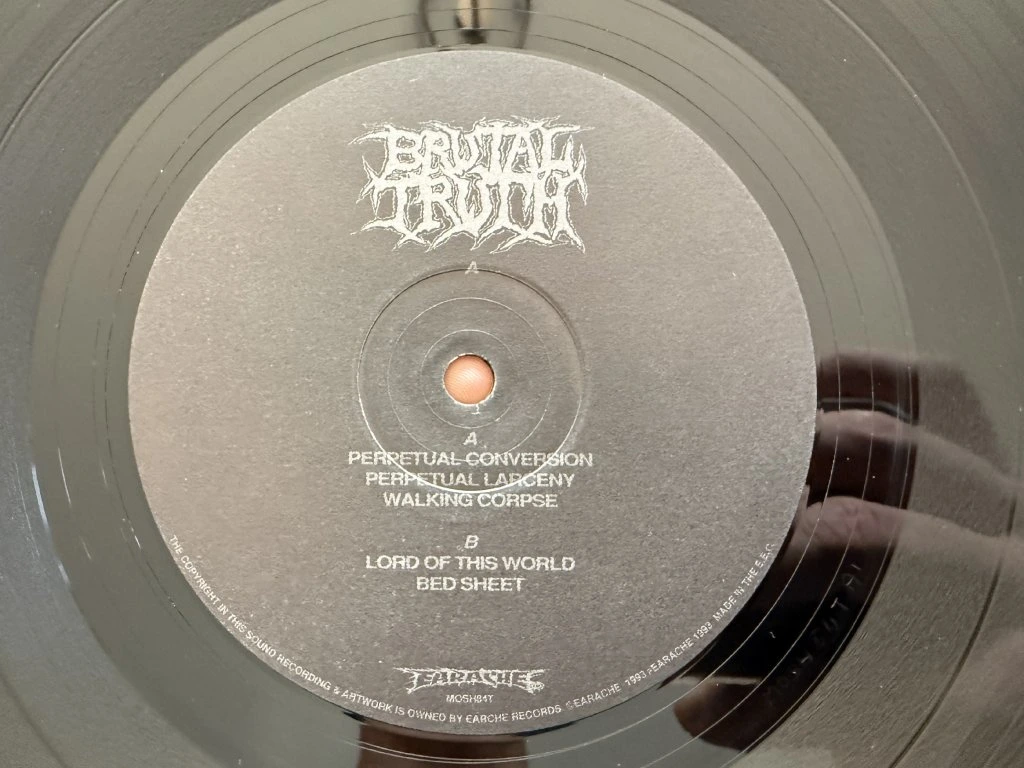 BRUTAL
TRUTH
A
A
PERPETUAL CONVERSION
PERPETUAL LARCENY
WALKING CORPSE
B
LORD OF THIS WORLD
BED SHEET
EARACHE
MOSH84T
THE COPYRIGHT IN THIS SOUND RECORDING & ARTWORK IS OWNED BY EARCHE RECORDS ©EARACHE 1993 ℗EARACHE 1993 MADE IN THE E.E.C.